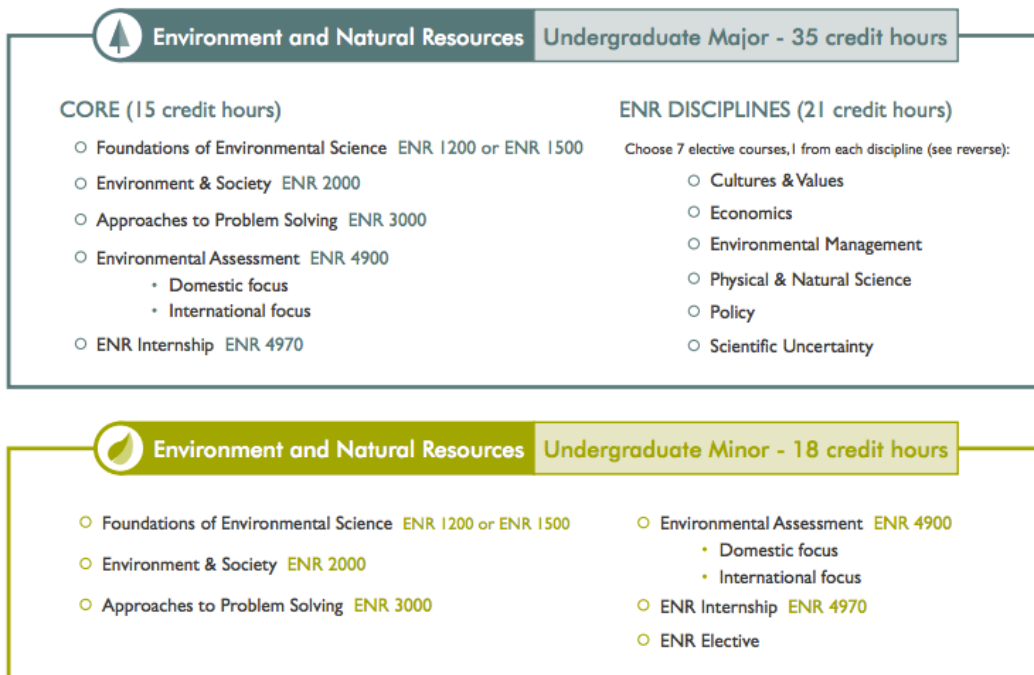 Environment and Natural Resources Undergraduate Major - 35 credit hours
CORE (15 credit hours)
Foundations of Environmental Science ENR 1200 or ENR 1500
Environment & Society ENR 2000
Approaches to Problem Solving ENR 3000
Environmental Assessment ENR 4900
• Domestic focus
• International focus
ENR Internship ENR 4970
ENR DISCIPLINES (21 credit hours)
Choose 7 elective courses, 1 from each discipline (see reverse):
Cultures & Values
Economics
Environmental Management
Physical & Natural Science
Policy
Scientific Uncertainty
Environment and Natural Resources Undergraduate Minor - 18 credit hours
Foundations of Environmental Science ENR 1200 or ENR 1500
Environment & Society ENR 2000
Approaches to Problem Solving ENR 3000
Environmental Assessment ENR 4900
• Domestic focus
• International focus
ENR Internship ENR 4970
ENR Elective